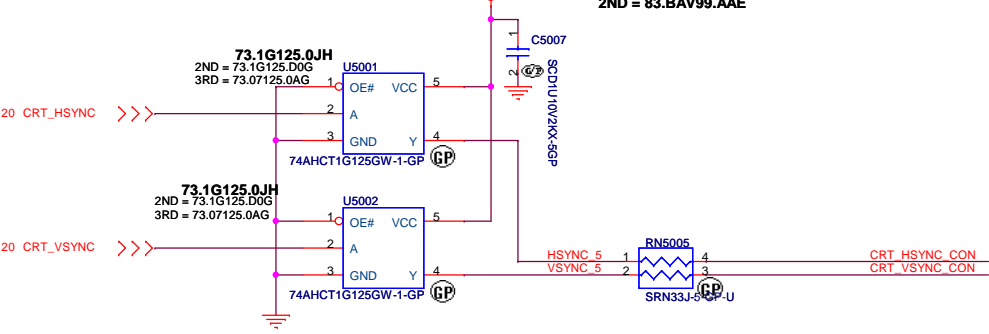 2ND = 83.BAV99.AAE
1
C5007
2
SCD1U10V2KX-5GP
73.1G125.0JH
2ND = 73.1G125.D0G
3RD = 73.07125.0AG
U5001
1 OE# VCC 5
20 CRT_HSYNC
2 A
3 GND Y 4
74AHCT1G125GW-1-GP
GP
73.1G125.0JH
2ND = 73.1G125.D0G
3RD = 73.07125.0AG
U5002
1 OE# VCC 5
20 CRT_VSYNC
2 A
3 GND Y 4
74AHCT1G125GW-1-GP
GP
RN5005
HSYNC_5 1 4 CRT_HSYNC_CON
VSYNC_5 2 3 CRT_VSYNC_CON
SRN33J-5-GP-U
GP